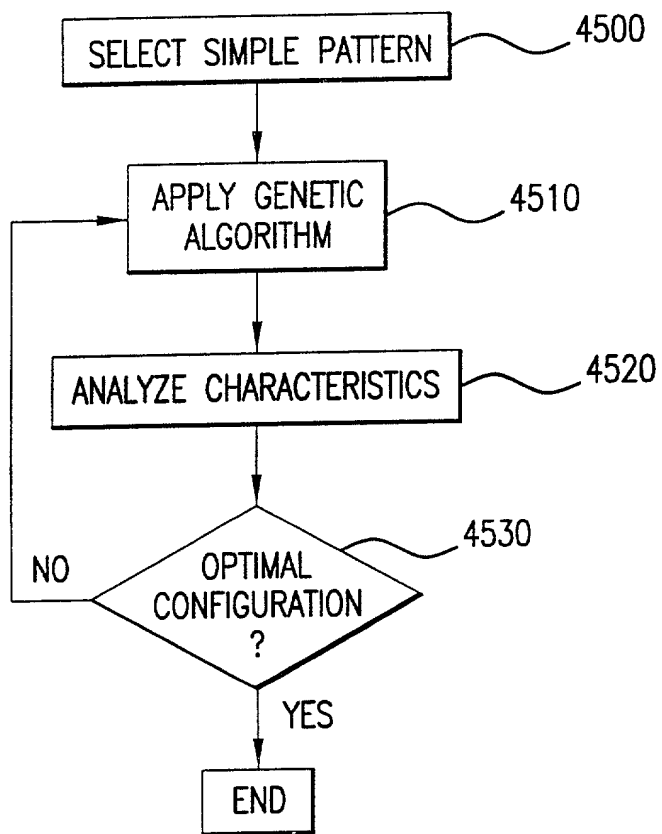 SELECT SIMPLE PATTERN
4500
APPLY GENETIC
ALGORITHM
4510
ANALYZE CHARACTERISTICS
4520
OPTIMAL
CONFIGURATION
?
4530
NO
YES
END